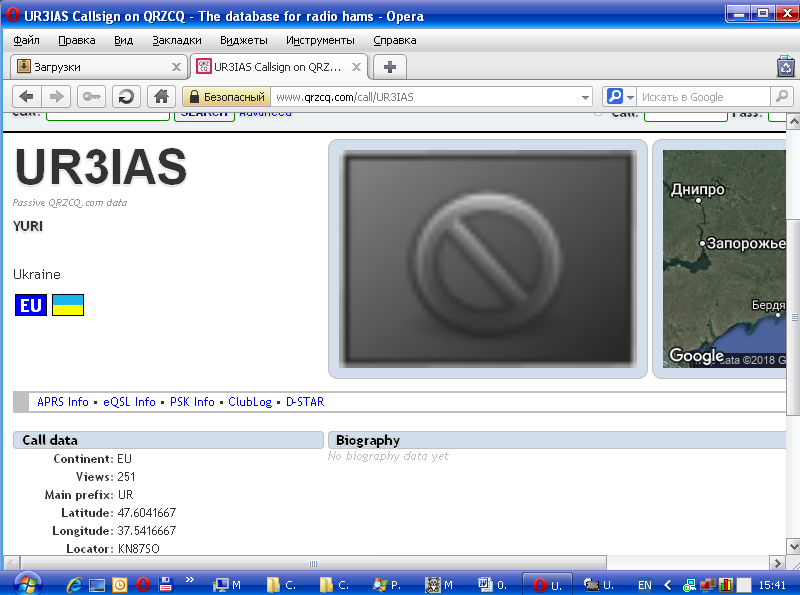 UR3IAS Callsign on QRZCQ - The database for radio hams - Opera
Файл Правка Вид Закладки Виджеты Инструменты Справка
Загрузки UR3IAS Callsign on QRZ...
Безопасный www.qrzcq.com/call/UR3IAS Искать в Google
Call: SEARCH Advanced Call: Pass:
UR3IAS
Passive QRZCQ.com data
YURI
Ukraine
EU
Днипро
Запорожье
Бердя
Google
data ©2018 G
APRS Info • eQSL Info • PSK Info • ClubLog • D-STAR
Call data
Continent: EU
Views: 251
Main prefix: UR
Latitude: 47.6041667
Longitude: 37.5416667
Locator: KN87SO
Biography
No biography data yet
M С. С. P. M О. U. U. EN 15:41